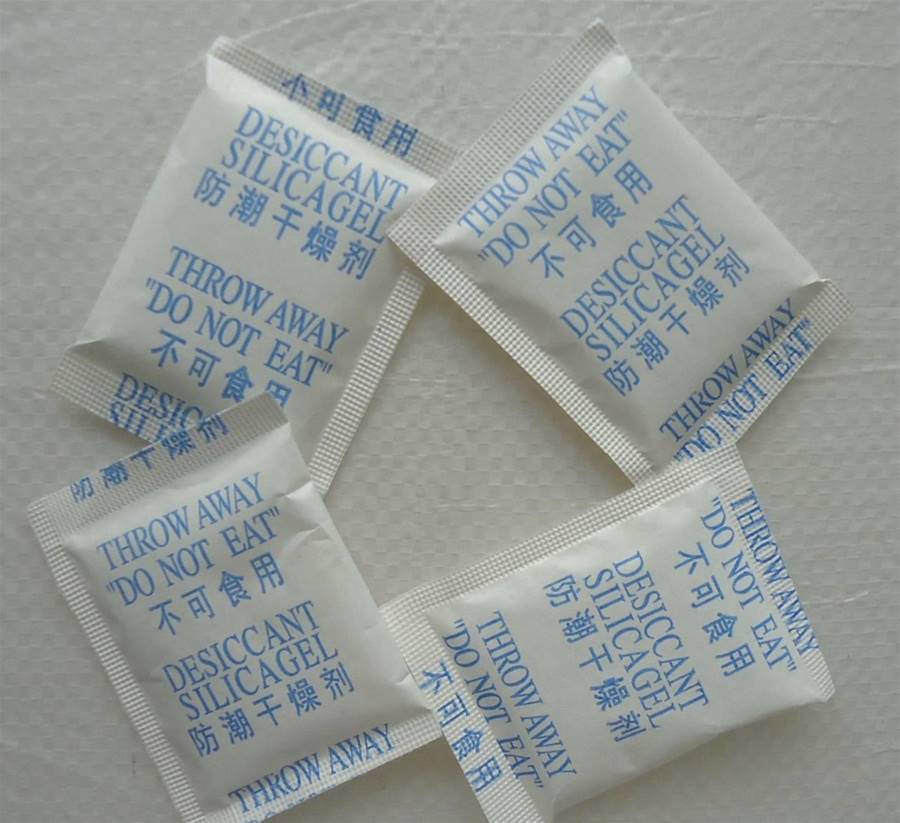 不可食用
DESICCANT
SILICAGEL
防潮干燥剂
THROW AWAY
"DO NOT EAT"
不可食用
DESICC
SILIC
THROW AWAY
"DO NOT EAT"
不可食用
DESICCANT
SILICAGEL
防潮干燥剂
THROW AWAY
"DO NOT EAT"
防潮干燥剂
THROW AWAY
"DO NOT EAT"
不可食用
DESICCANT
SILICAGEL
防潮干燥剂
THROW AWAY
THROW AWAY
"DO NOT EAT"
不可食用
DESICCANT
SILICAGEL
防潮干燥剂
THROW AWAY
"DO NOT EAT"
不可食用